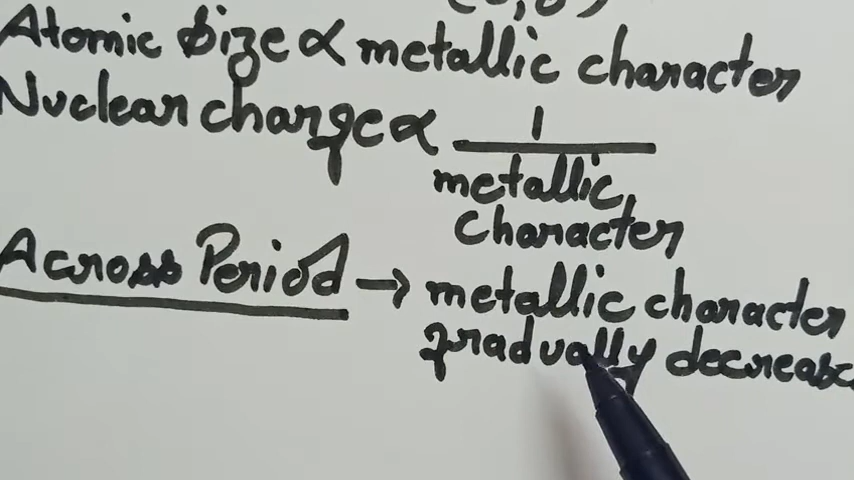 Atomic Size ∝ metallic character
Nuclear charge ∝ 1
metallic
character
Across Period → metallic character
gradually decrease